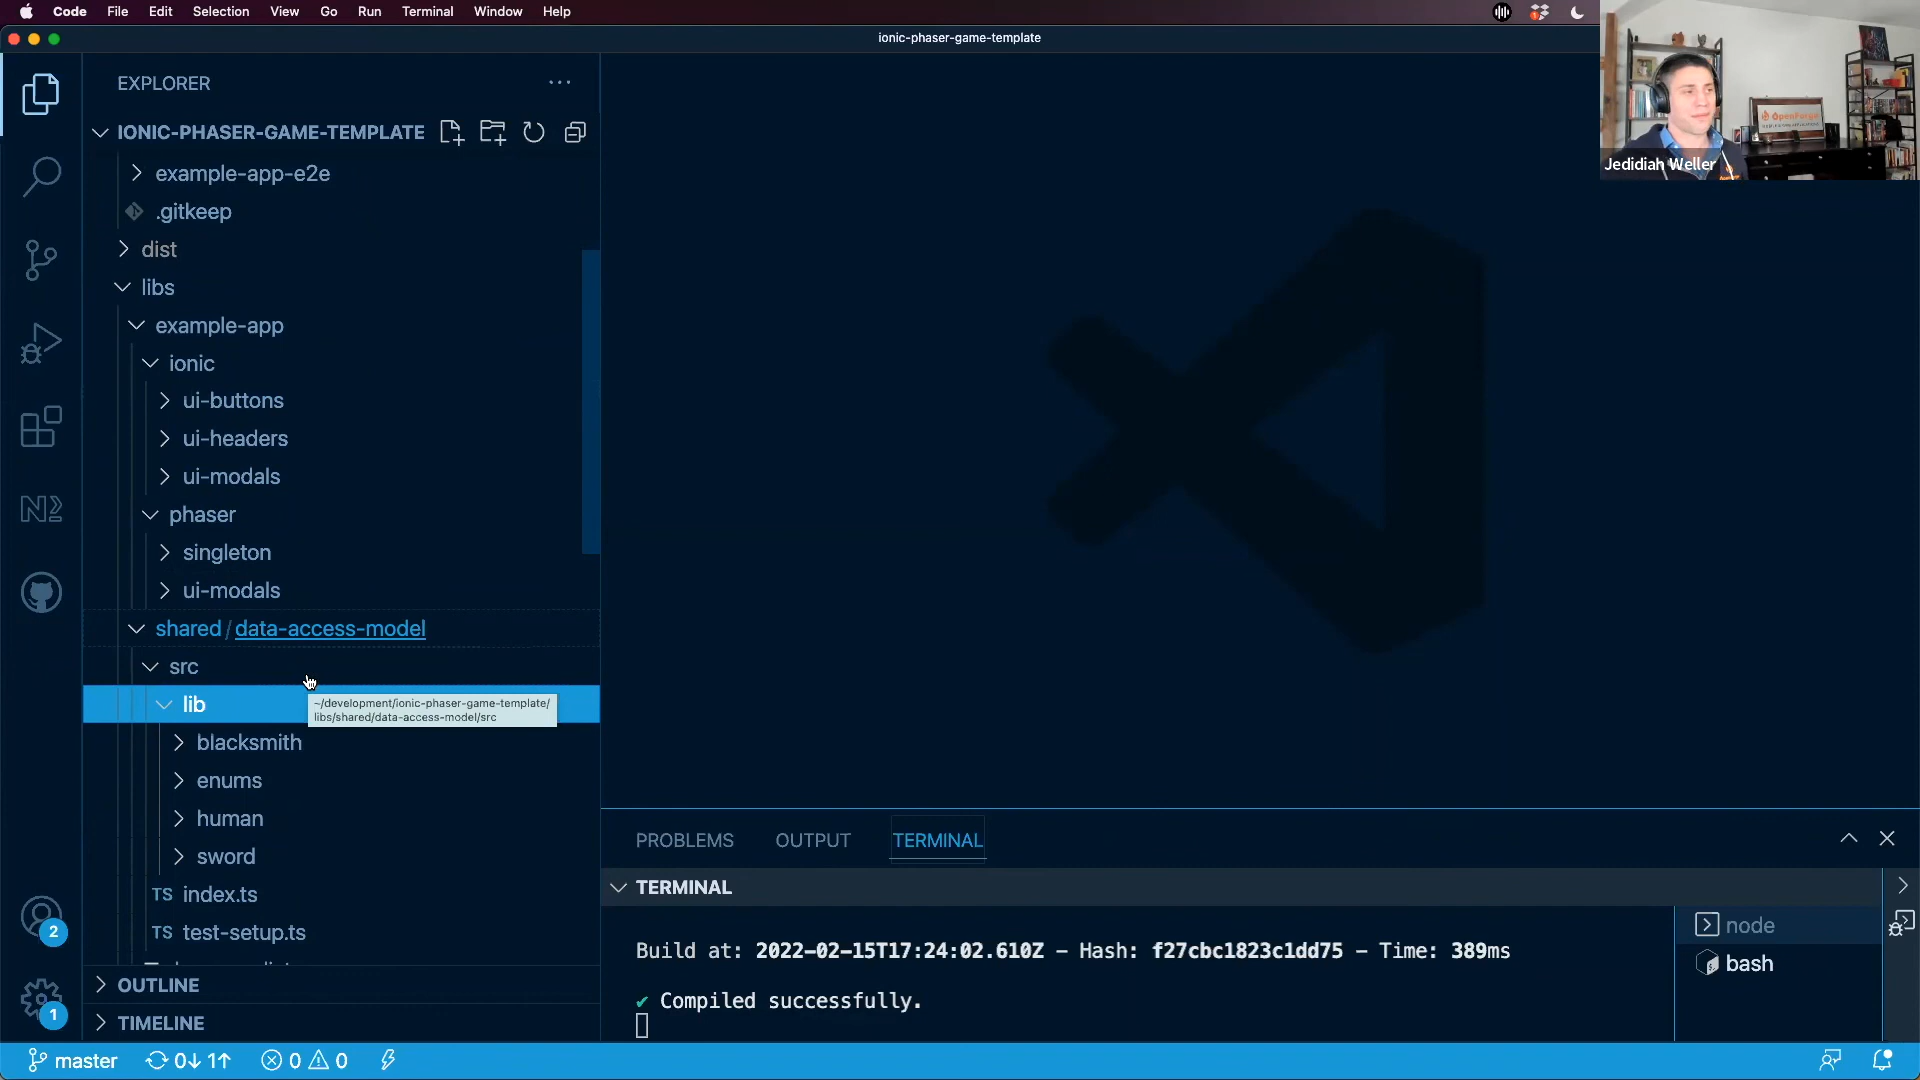 Code File Edit Selection View Go Run Terminal Window Help
ionic-phaser-game-template
EXPLORER
IONIC-PHASER-GAME-TEMPLATE
example-app-e2e
.gitkeep
dist
libs
example-app
ionic
ui-buttons
ui-headers
ui-modals
phaser
singleton
ui-modals
shared / data-access-model
src
lib
~/development/ionic-phaser-game-template/
libs/shared/data-access-model/src
blacksmith
enums
human
sword
TS index.ts
TS test-setup.ts
OUTLINE
TIMELINE
2
1
master 0↓ 1↑ 0 0
PROBLEMS OUTPUT TERMINAL
TERMINAL
Build at: 2022-02-15T17:24:02.610Z - Hash: f27cbc1823c1dd75 - Time: 389ms
✔ Compiled successfully.
node
bash
OpenForge
Jedidiah Weller